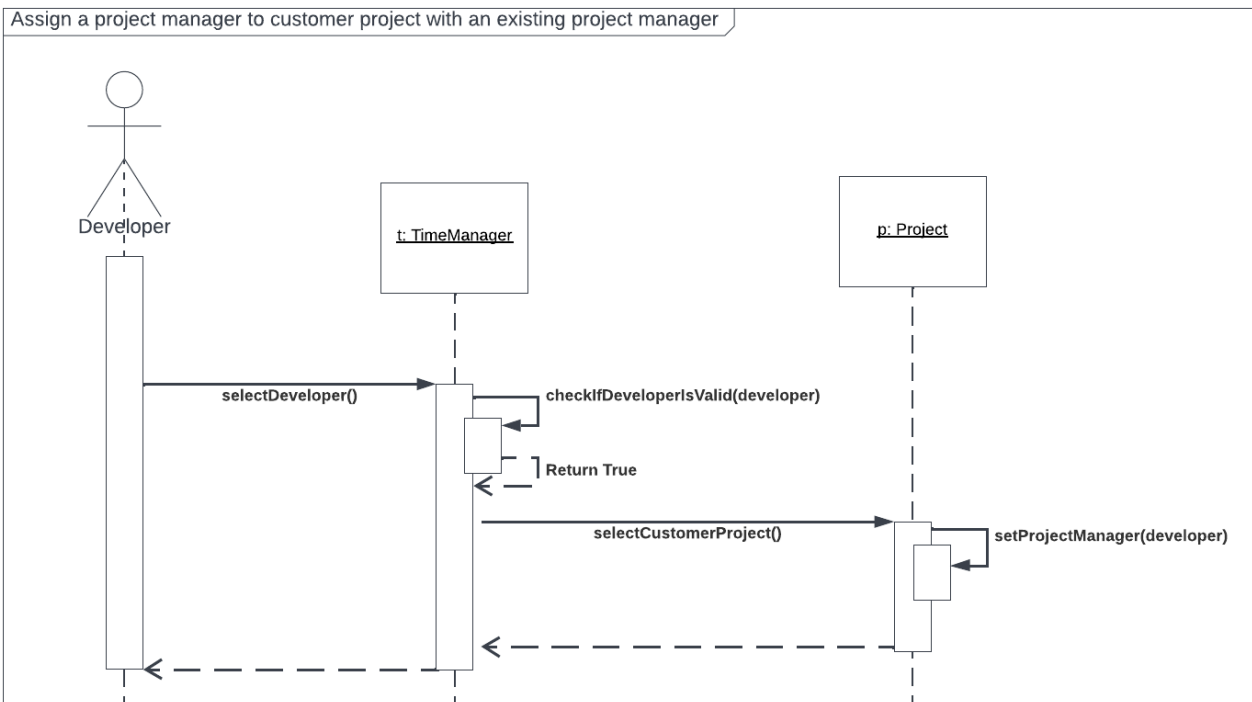 Assign a project manager to customer project with an existing project manager
Developer
t: TimeManager
p: Project
selectDeveloper()
checkIfDeveloperIsValid(developer)
Return True
selectCustomerProject()
setProjectManager(developer)